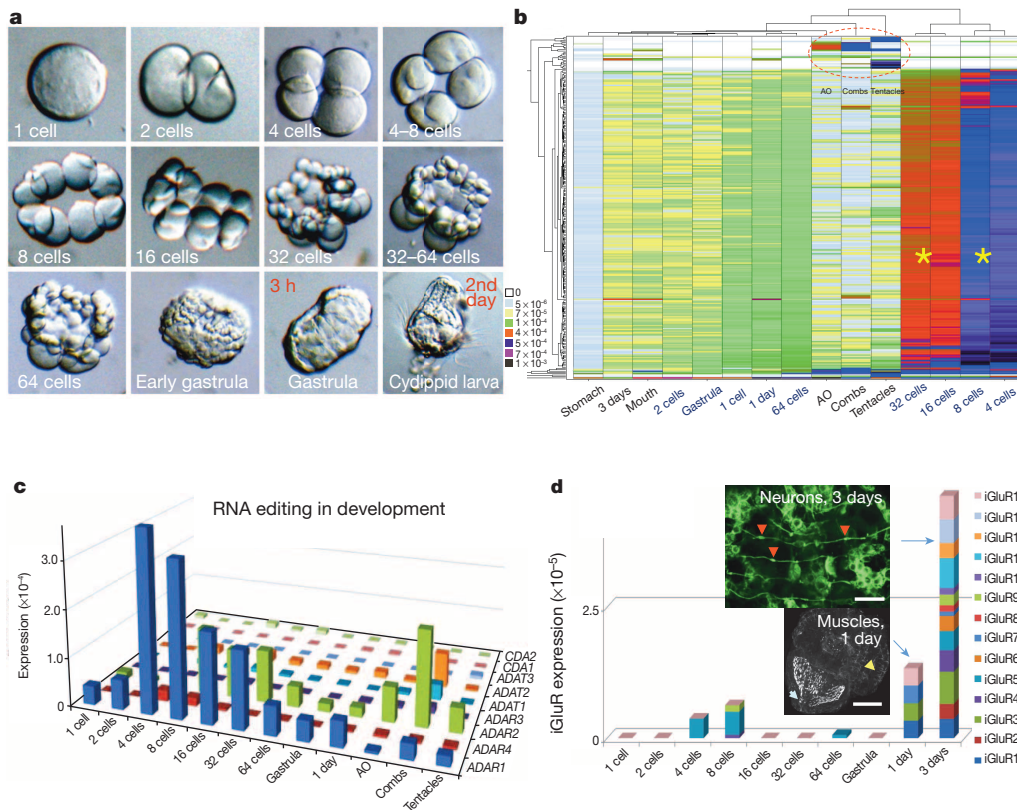 a
1 cell
2 cells
4 cells
4–8 cells
8 cells
16 cells
32 cells
32–64 cells
64 cells
Early gastrula
3 h
Gastrula
2nd
day
Cydippid larva
b
AO
Combs
Tentacles
0
5 × 10⁻⁶
7 × 10⁻⁵
1 × 10⁻⁴
4 × 10⁻⁴
5 × 10⁻⁴
7 × 10⁻⁴
1 × 10⁻³
*
*
Stomach
3 days
Mouth
2 cells
Gastrula
1 cell
1 day
64 cells
AO
Combs
Tentacles
32 cells
16 cells
8 cells
4 cells
c
RNA editing in development
Expression (×10⁻⁴)
3.0
2.0
1.0
0
1 cell
2 cells
4 cells
8 cells
16 cells
32 cells
64 cells
Gastrula
1 day
AO
Combs
Tentacles
CDA2
CDA1
ADAT3
ADAT2
ADAT1
ADAR3
ADAR2
ADAR4
ADAR1
d
Neurons, 3 days
Muscles,
1 day
iGluR expression (×10⁻⁵)
2.5
0
1 cell
2 cells
4 cells
8 cells
16 cells
32 cells
64 cells
Gastrula
1 day
3 days
iGluR1
iGluR1
iGluR1
iGluR1
iGluR1
iGluR9
iGluR8
iGluR7
iGluR6
iGluR5
iGluR4
iGluR3
iGluR2
iGluR1